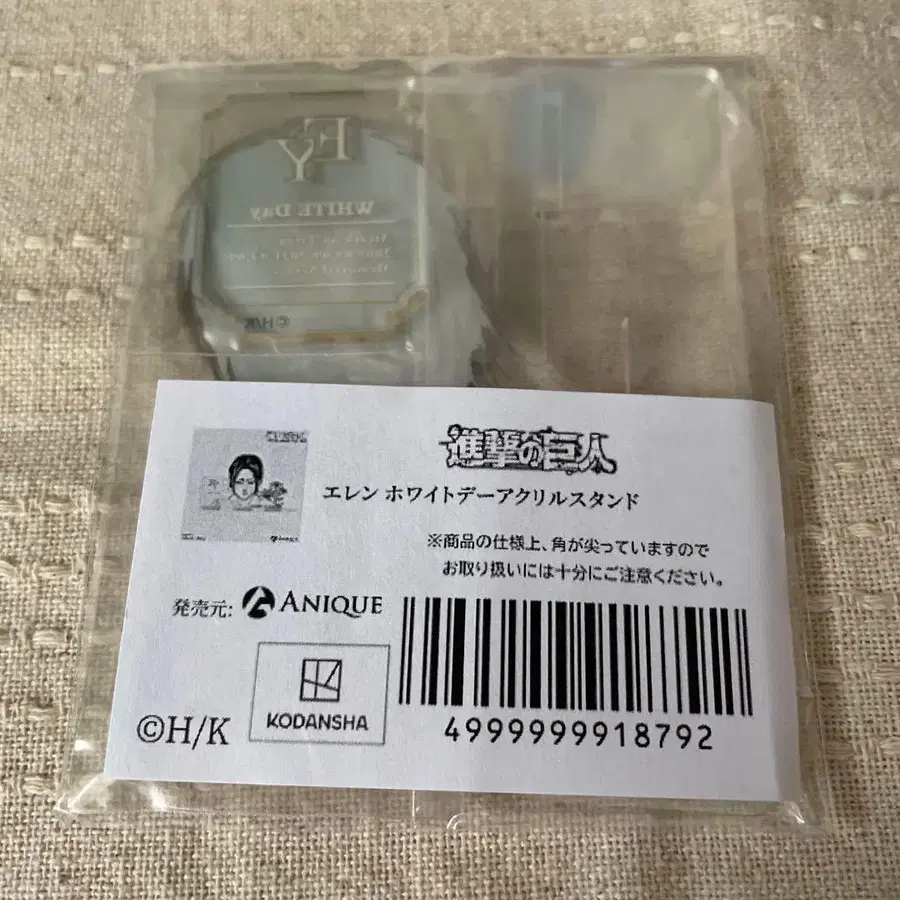 EY
WHITE Day
©H/K
進撃の巨人
エレン ホワイトデーアクリルスタンド
※商品の仕様上、角が尖っていますので
お取り扱いには十分にご注意ください。
発売元: ANIQUE
KODANSHA
©H/K
4999999918792